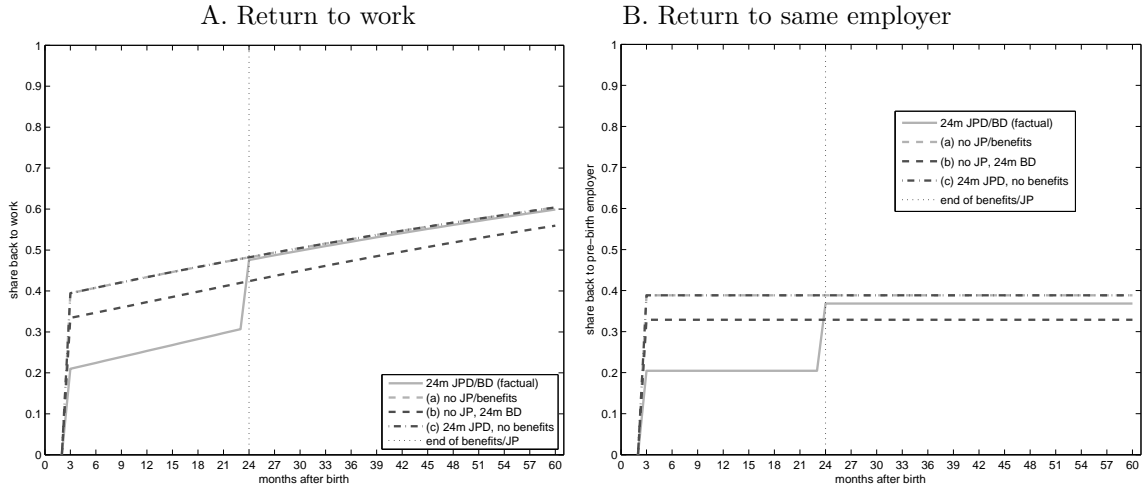 A. Return to work
1
0.9
0.8
0.7
0.6
0.5
0.4
0.3
0.2
0.1
0
share back to work
24m JPD/BD (factual)
(a) no JP/benefits
(b) no JP, 24m BD
(c) 24m JPD, no benefits
end of benefits/JP
0 3 6 9 12 15 18 21 24 27 30 33 36 39 42 45 48 51 54 57 60
months after birth
B. Return to same employer
1
0.9
0.8
0.7
0.6
0.5
0.4
0.3
0.2
0.1
0
share back to pre−birth employer
24m JPD/BD (factual)
(a) no JP/benefits
(b) no JP, 24m BD
(c) 24m JPD, no benefits
end of benefits/JP
0 3 6 9 12 15 18 21 24 27 30 33 36 39 42 45 48 51 54 57 60
months after birth